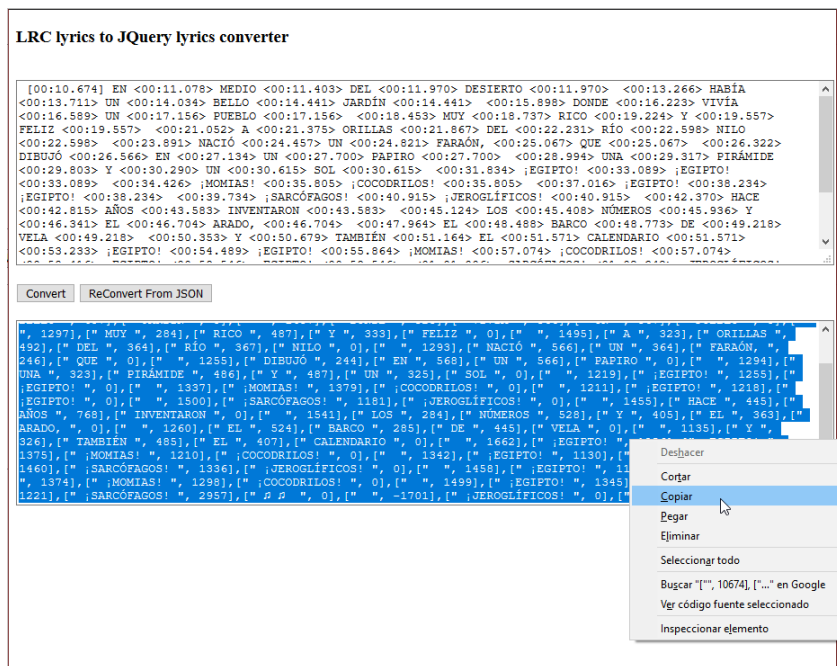 LRC lyrics to JQuery lyrics converter
[00:10.674] EN <00:11.078> MEDIO <00:11.403> DEL <00:11.970> DESIERTO <00:11.970>  <00:13.266> HABÍA
<00:13.711> UN <00:14.034> BELLO <00:14.441> JARDÍN <00:14.441>  <00:15.898> DONDE <00:16.223> VIVÍA
<00:16.589> UN <00:17.156> PUEBLO <00:17.156>  <00:18.453> MUY <00:18.737> RICO <00:19.224> Y <00:19.557>
FELIZ <00:19.557>  <00:21.052> A <00:21.375> ORILLAS <00:21.867> DEL <00:22.231> RÍO <00:22.598> NILO
<00:22.598>  <00:23.891> NACIÓ <00:24.457> UN <00:24.821> FARAÓN, <00:25.067> QUE <00:25.067>  <00:26.322>
DIBUJÓ <00:26.566> EN <00:27.134> UN <00:27.700> PAPIRO <00:27.700>  <00:28.994> UNA <00:29.317> PIRÁMIDE
<00:29.803> Y <00:30.290> UN <00:30.615> SOL <00:30.615>  <00:31.834> ¡EGIPTO! <00:33.089> ¡EGIPTO!
<00:33.089>  <00:34.426> ¡MOMIAS! <00:35.805> ¡COCODRILOS! <00:35.805>  <00:37.016> ¡EGIPTO! <00:38.234>
¡EGIPTO! <00:38.234>  <00:39.734> ¡SARCÓFAGOS! <00:40.915> ¡JEROGLÍFICOS! <00:40.915>  <00:42.370> HACE
<00:42.815> AÑOS <00:43.583> INVENTARON <00:43.583>  <00:45.124> LOS <00:45.408> NÚMEROS <00:45.936> Y
<00:46.341> EL <00:46.704> ARADO, <00:46.704>  <00:47.964> EL <00:48.488> BARCO <00:48.773> DE <00:49.218>
VELA <00:49.218>  <00:50.353> Y <00:50.679> TAMBIÉN <00:51.164> EL <00:51.571> CALENDARIO <00:51.571>
<00:53.233> ¡EGIPTO! <00:54.489> ¡EGIPTO! <00:55.864> ¡MOMIAS! <00:57.074> ¡COCODRILOS! <00:57.074>
Convert ReConvert From JSON
", 1297],[" MUY ", 284],[" RICO ", 487],[" Y ", 333],[" FELIZ ", 0],["  ", 1495],[" A ", 323],[" ORILLAS ",
492],[" DEL ", 364],[" RÍO ", 367],[" NILO ", 0],["  ", 1293],[" NACIÓ ", 566],[" UN ", 364],[" FARAÓN, ",
246],[" QUE ", 0],["  ", 1255],[" DIBUJÓ ", 244],[" EN ", 568],[" UN ", 566],[" PAPIRO ", 0],["  ", 1294],["
UNA ", 323],[" PIRÁMIDE ", 486],[" Y ", 487],[" UN ", 325],[" SOL ", 0],["  ", 1219],[" ¡EGIPTO! ", 1255],["
¡EGIPTO! ", 0],["  ", 1337],[" ¡MOMIAS! ", 1379],[" ¡COCODRILOS! ", 0],["  ", 1211],[" ¡EGIPTO! ", 1218],["
¡EGIPTO! ", 0],["  ", 1500],[" ¡SARCÓFAGOS! ", 1181],[" ¡JEROGLÍFICOS! ", 0],["  ", 1455],[" HACE ", 445],["
AÑOS ", 768],[" INVENTARON ", 0],["  ", 1541],[" LOS ", 284],[" NÚMEROS ", 528],[" Y ", 405],[" EL ", 363],["
ARADO, ", 0],["  ", 1260],[" EL ", 524],[" BARCO ", 285],[" DE ", 445],[" VELA ", 0],["  ", 1135],[" Y ",
326],[" TAMBIÉN ", 485],[" EL ", 407],[" CALENDARIO ", 0],["  ", 1662],[" ¡EGIPTO!
1375],[" ¡MOMIAS! ", 1210],[" ¡COCODRILOS! ", 0],["  ", 1342],[" ¡EGIPTO! ", 1130],["
1460],[" ¡SARCÓFAGOS! ", 1336],[" ¡JEROGLÍFICOS! ", 0],["  ", 1458],[" ¡EGIPTO! ", 11
", 1374],[" ¡MOMIAS! ", 1298],[" ¡COCODRILOS! ", 0],["  ", 1499],[" ¡EGIPTO! ", 1345]
1221],[" ¡SARCÓFAGOS! ", 2957],[" ♫ ♫  ", 0],["  ",-1701],[" ¡JEROGLÍFICOS! ", 0],["
Deshacer
Cortar
Copiar
Pegar
Eliminar
Seleccionar todo
Buscar "["", 10674], ["..." en Google
Ver código fuente seleccionado
Inspeccionar elemento